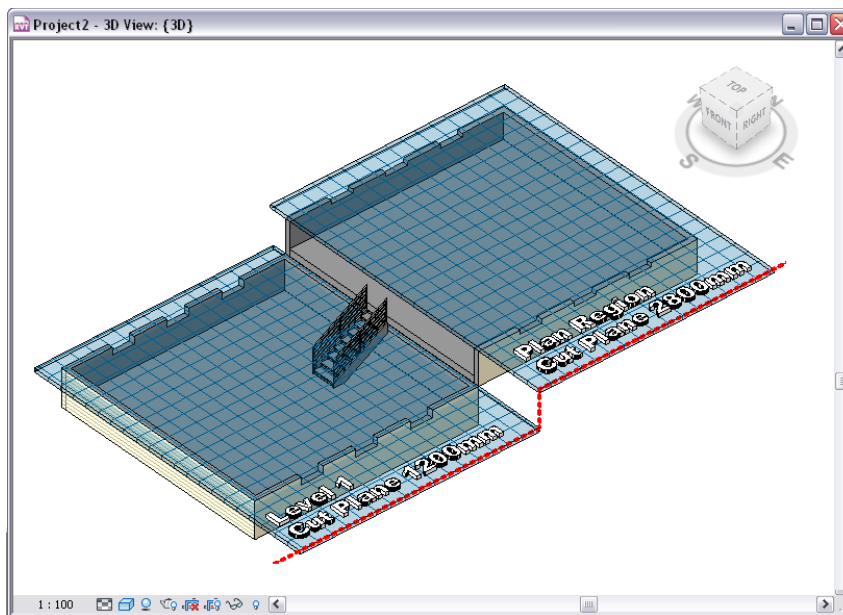 Project2 - 3D View: {3D}
TOP
FRONT
RIGHT
W
N
S
E
Plan Region
Cut Plane 2800mm
Level 1
Cut Plane 1200mm
1 : 100